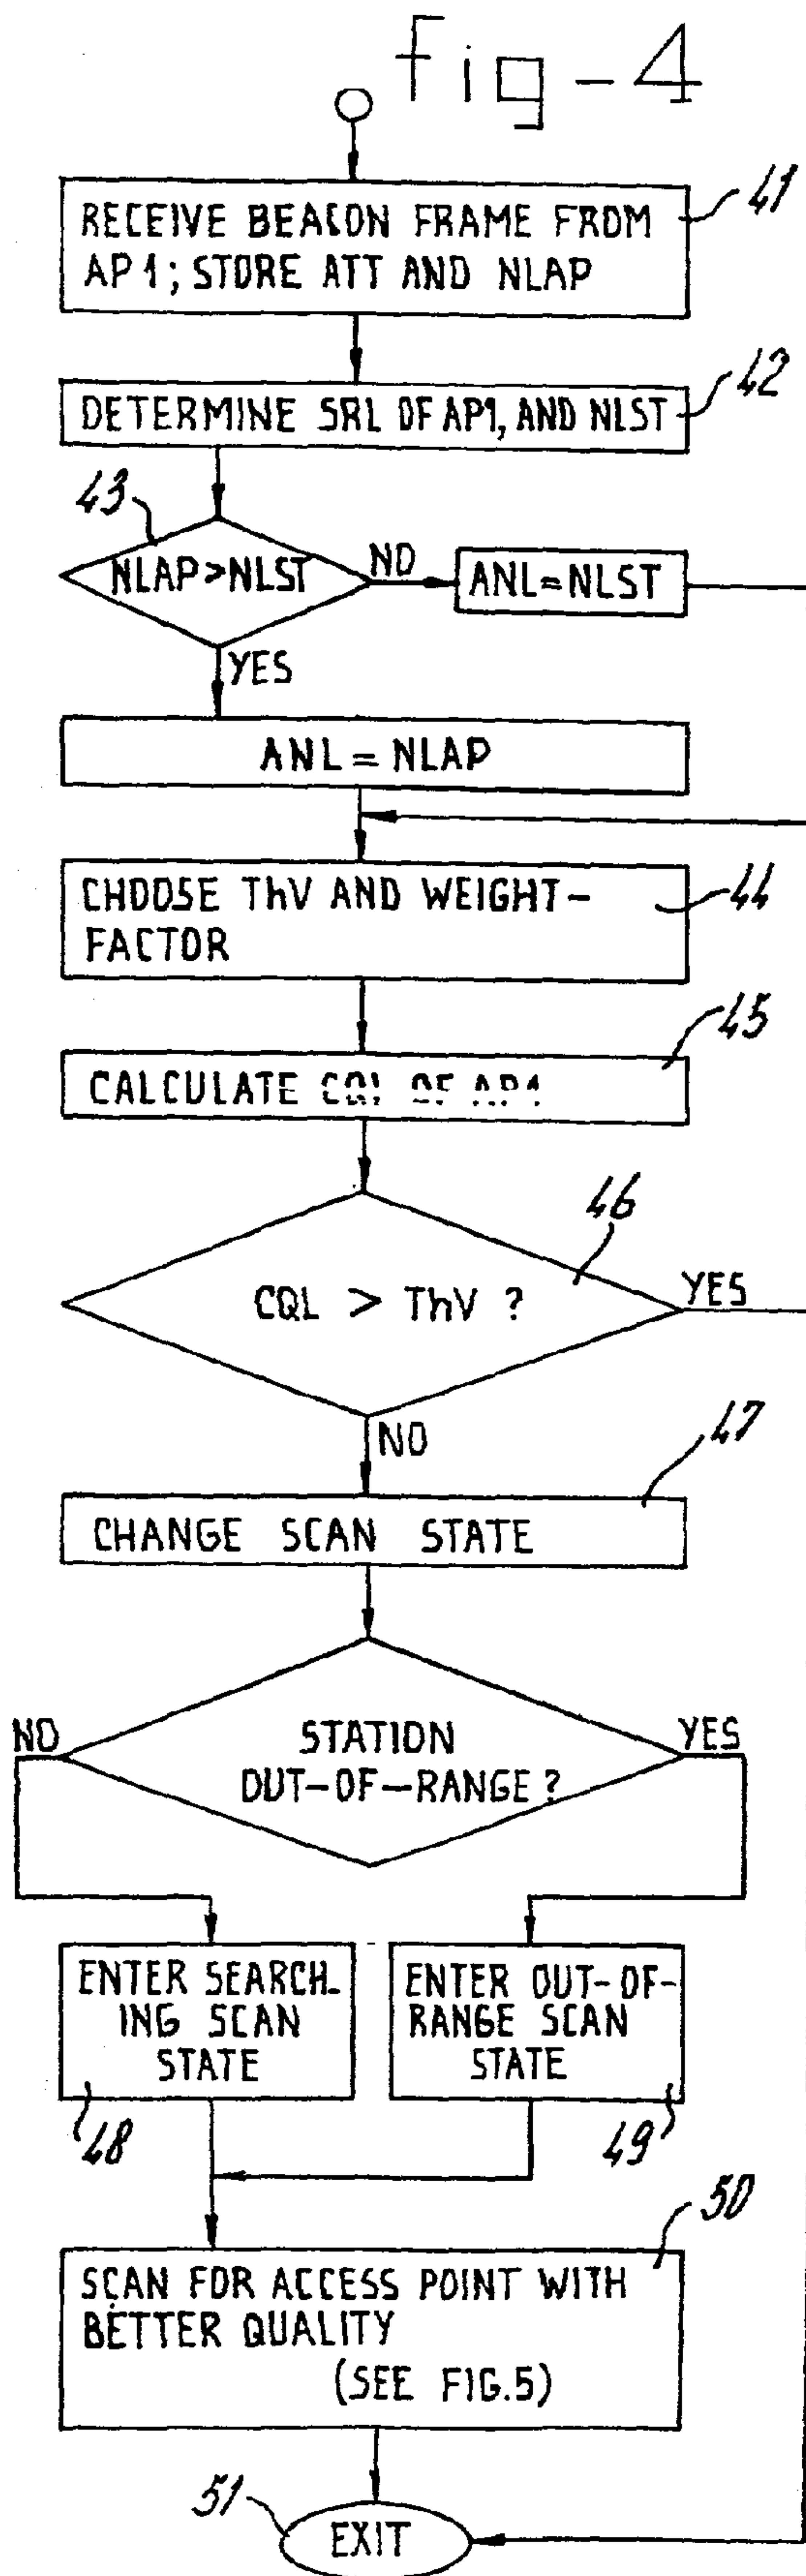 fig-4
41
RECEIVE BEACON FRAME FROM
AP1; STORE ATT AND NLAP
42
DETERMINE SRL OF AP1, AND NLST
43
NLAP>NLST
NO
ANL=NLST
YES
ANL = NLAP
44
CHOOSE ThV AND WEIGHT-
FACTOR
45
CALCULATE CQL OF AP1
46
CQL > ThV ?
YES
NO
47
CHANGE SCAN STATE
NO
STATION
OUT-OF-RANGE?
YES
ENTER SEARCH-
ING SCAN
STATE
48
ENTER OUT-OF-
RANGE SCAN
STATE
49
50
SCAN FOR ACCESS POINT WITH
BETTER QUALITY
(SEE FIG.5)
51
EXIT